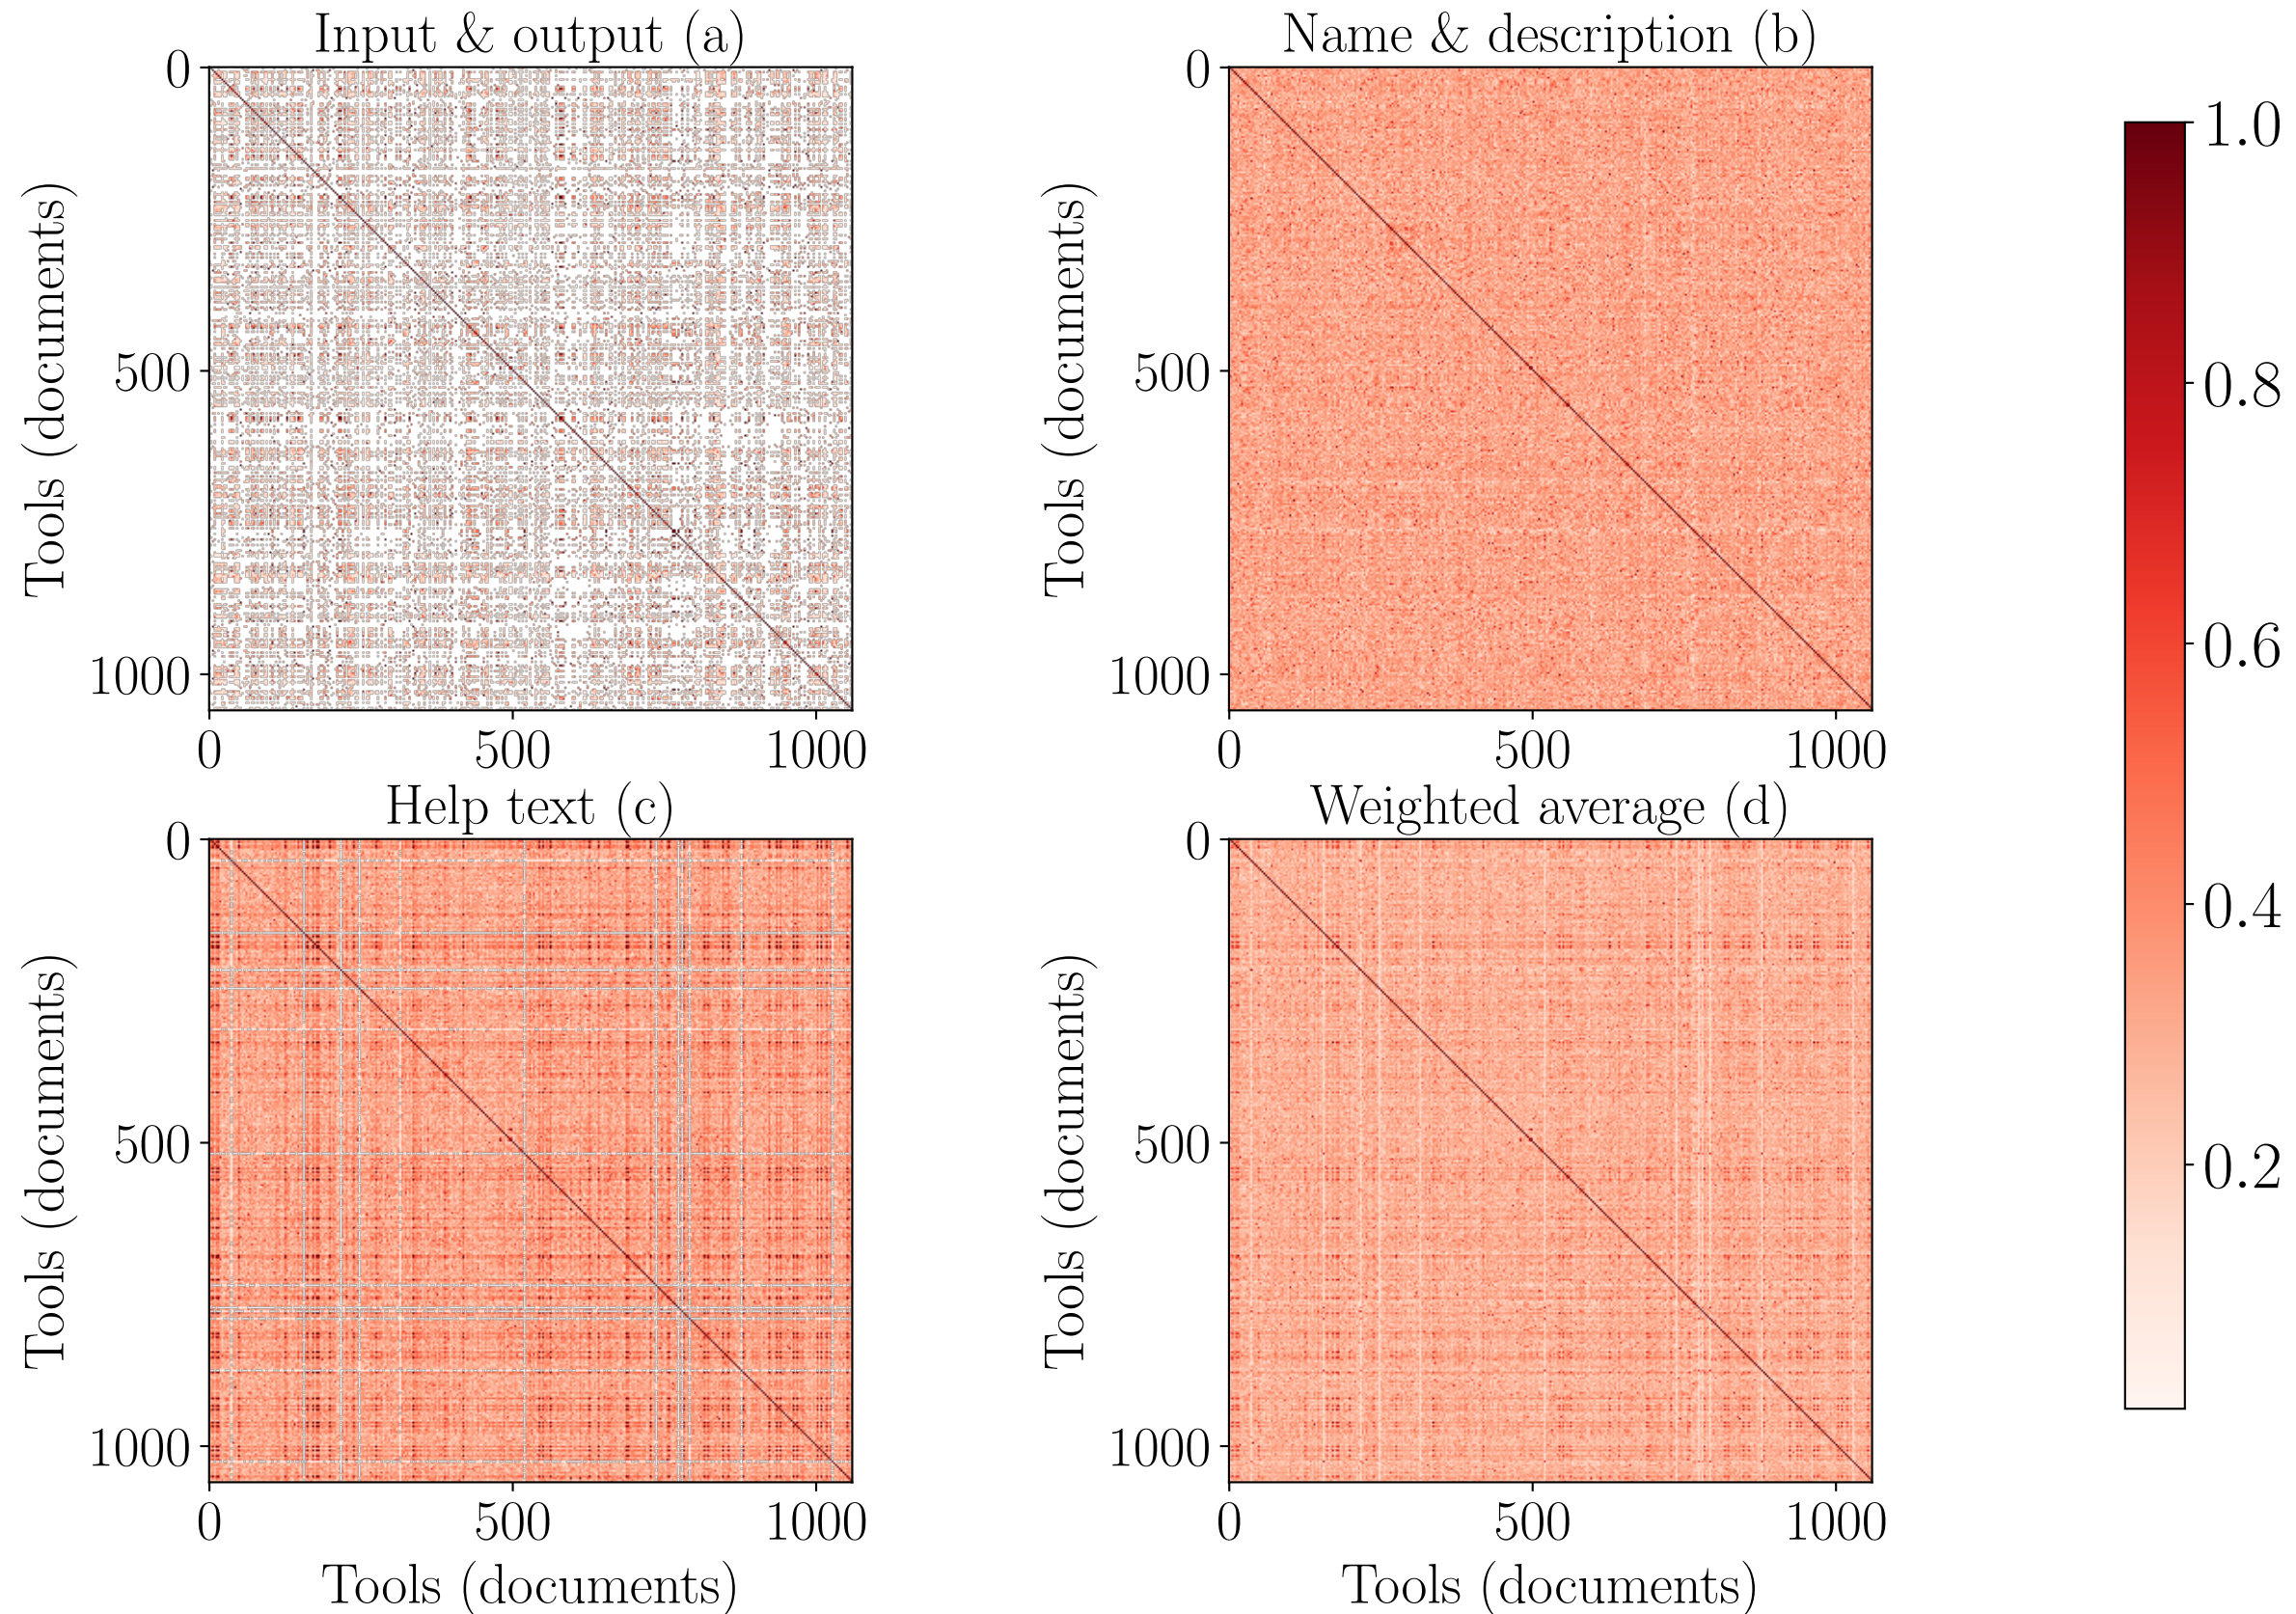 Input & output (a)
Name & description (b)
0
500
1000
Tools (documents)
0 500 1000
0
500
1000
Tools (documents)
0 500 1000
Help text (c)
Weighted average (d)
0
500
1000
Tools (documents)
0 500 1000
Tools (documents)
0
500
1000
Tools (documents)
0 500 1000
Tools (documents)
1.0
0.8
0.6
0.4
0.2